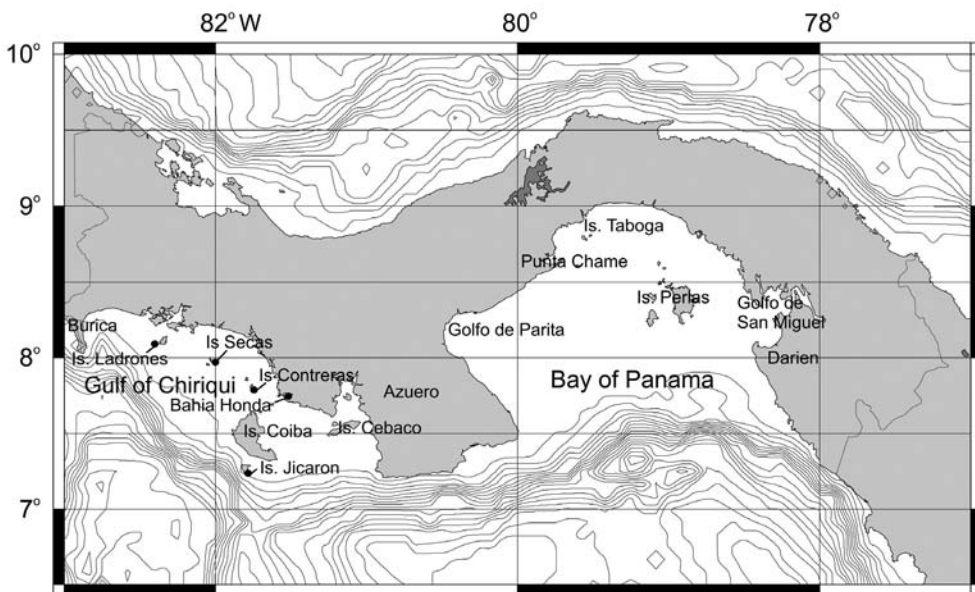 82° W
80°
78°
10°
9°
8°
7°
Is. Taboga
Punta Chame
Is. Perlas
Golfo de
San Miguel
Burica
Golfo de Parita
Is. Ladrones
Is Secas
Darien
Gulf of Chiriqui
Is Contreras
Azuero
Bay of Panama
Bahia Honda
Is. Coiba
Is. Cebaco
Is. Jicaron